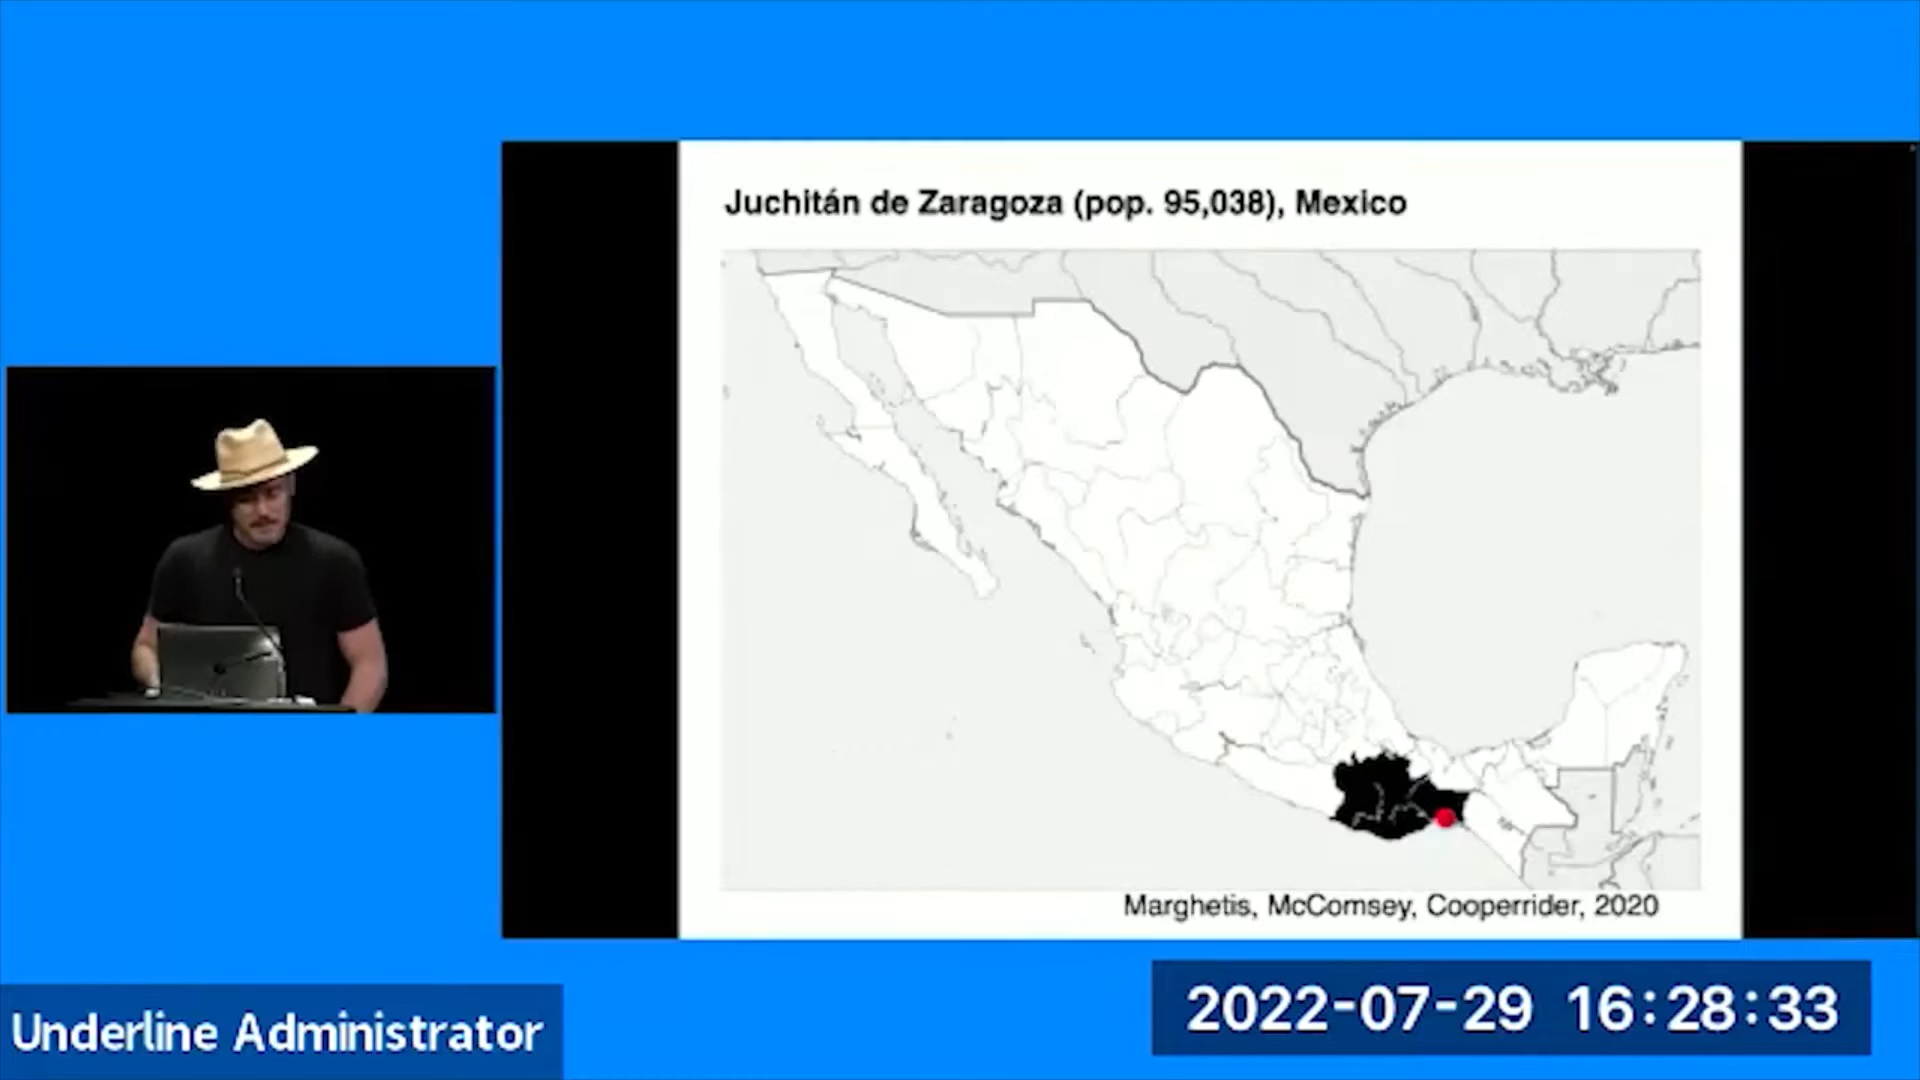 Juchitán de Zaragoza (pop. 95,038), Mexico
Marghetis, McComsey, Cooperrider, 2020
Underline Administrator
2022-07-29 16:28:33